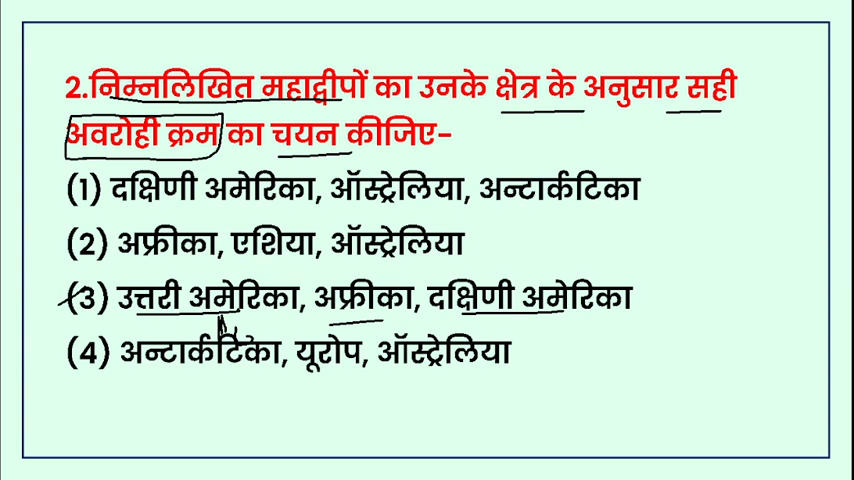 2.निम्नलिखित महाद्वीपों का उनके क्षेत्र के अनुसार सही
अवरोही क्रम का चयन कीजिए-
(1) दक्षिणी अमेरिका, ऑस्ट्रेलिया, अन्टार्कटिका
(2) अफ्रीका, एशिया, ऑस्ट्रेलिया
(3) उत्तरी अमेरिका, अफ्रीका, दक्षिणी अमेरिका
(4) अन्टार्कटिका, यूरोप, ऑस्ट्रेलिया